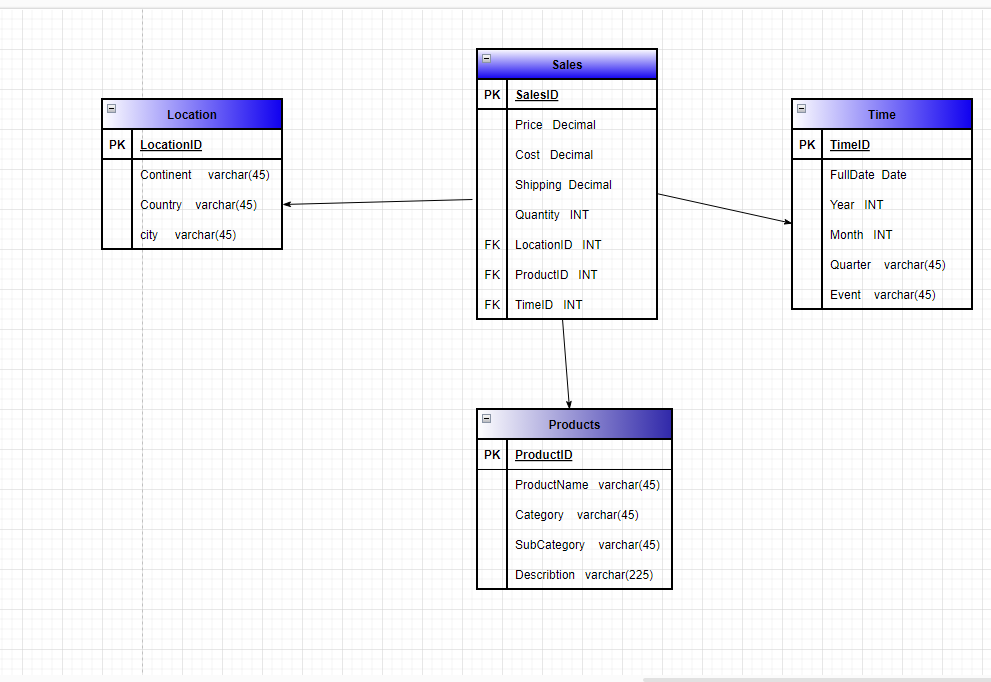 Sales
PK SalesID
Price Decimal
Cost Decimal
Shipping Decimal
Quantity INT
FK LocationID INT
FK ProductID INT
FK TimeID INT
Location
PK LocationID
Continent varchar(45)
Country varchar(45)
city varchar(45)
Time
PK TimeID
FullDate Date
Year INT
Month INT
Quarter varchar(45)
Event varchar(45)
Products
PK ProductID
ProductName varchar(45)
Category varchar(45)
SubCategory varchar(45)
Describtion varchar(225)